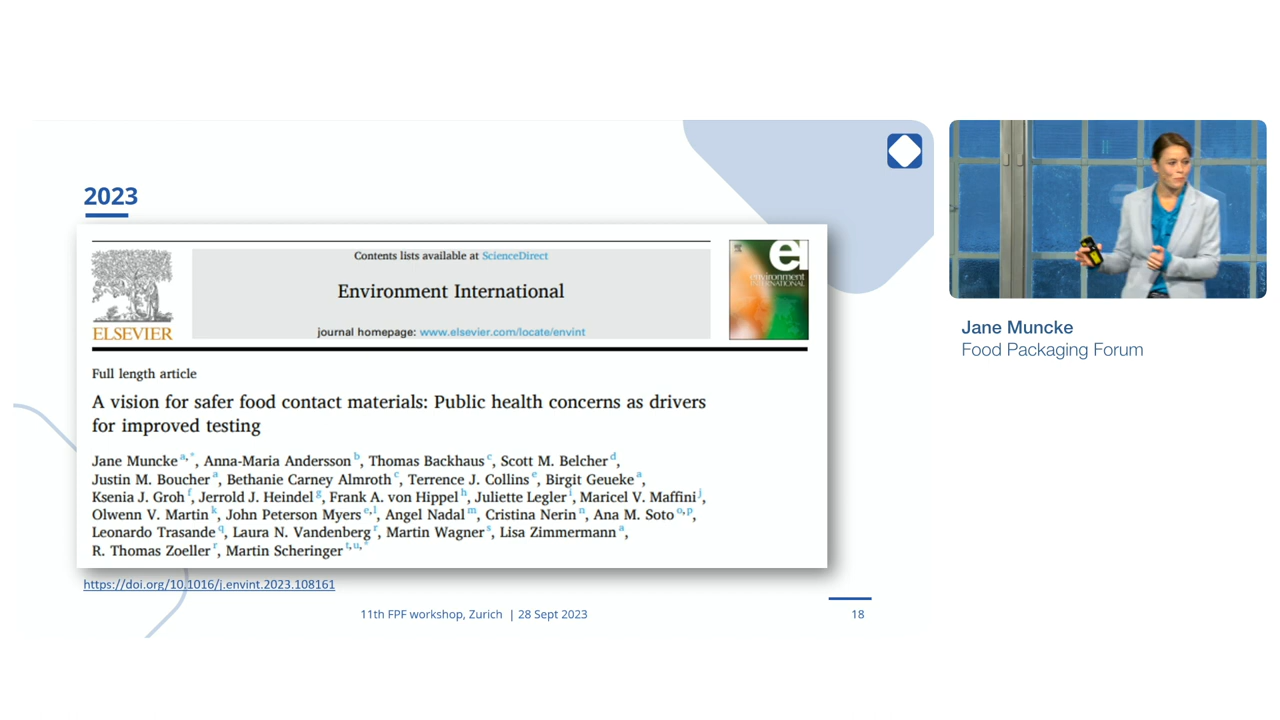 2023
Contents lists available at ScienceDirect
Environment International
journal homepage: www.elsevier.com/locate/envint
ELSEVIER
e
environment
INTERNATIONAL
Full length article
A vision for safer food contact materials: Public health concerns as drivers
for improved testing
Jane Muncke a,*, Anna-Maria Andersson b, Thomas Backhaus c, Scott M. Belcher d,
Justin M. Boucher a, Bethanie Carney Almroth c, Terrence J. Collins e, Birgit Geueke a,
Ksenia J. Groh f, Jerrold J. Heindel g, Frank A. von Hippel h, Juliette Legler i, Maricel V. Maffini j,
Olwenn V. Martin k, John Peterson Myers e,l, Angel Nadal m, Cristina Nerin n, Ana M. Soto o,p,
Leonardo Trasande q, Laura N. Vandenberg r, Martin Wagner s, Lisa Zimmermann a,
R. Thomas Zoeller r, Martin Scheringer t,u,*
https://doi.org/10.1016/j.envint.2023.108161
11th FPF workshop, Zurich | 28 Sept 2023
18
Jane Muncke
Food Packaging Forum